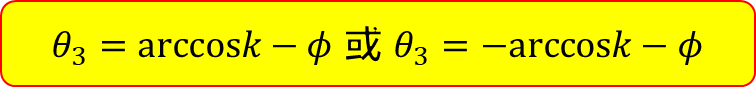 θ₃ = arccosk − ϕ 或 θ₃ = −arccosk − ϕ